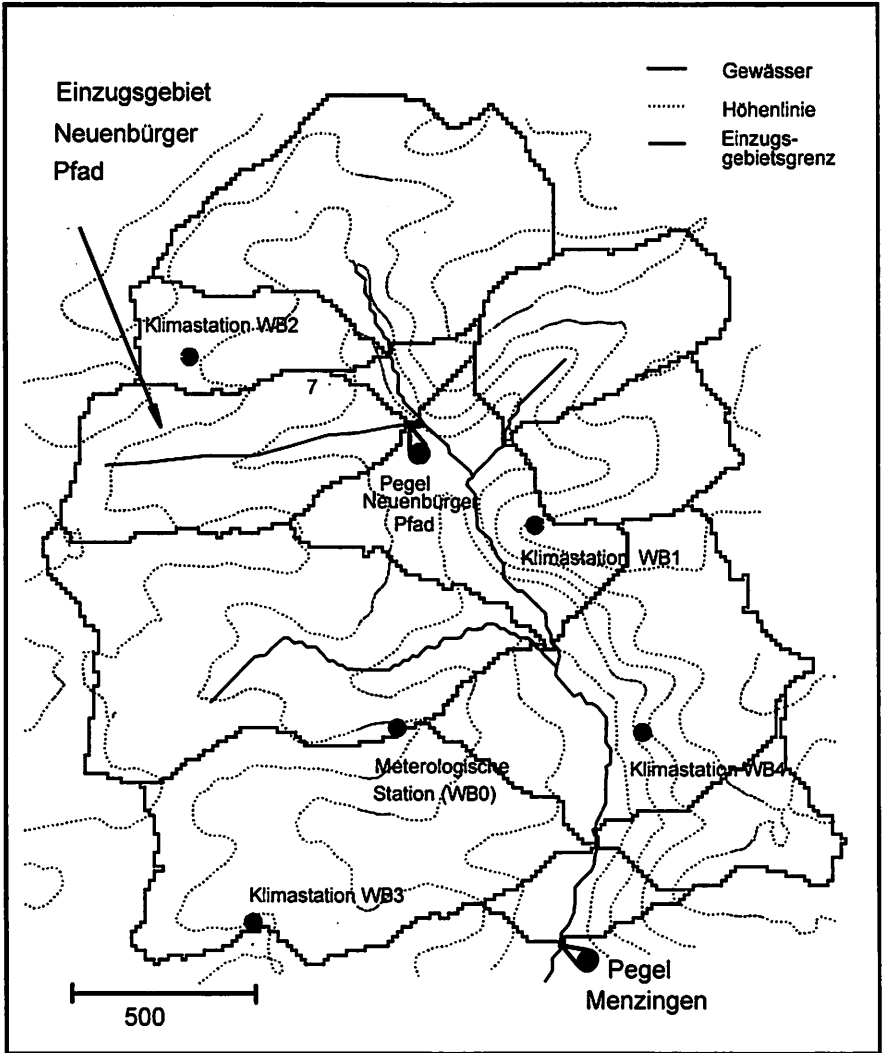 Einzugsgebiet
Neuenbürger
Pfad
Gewässer
Höhenlinie
Einzugs-
gebietsgrenz
Klimastation WB2
7
Pegel
Neuenbürger
Pfad
Klimastation WB1
Meterologische
Station (WB0)
Klimastation WB4
Klimastation WB3
Pegel
Menzingen
500